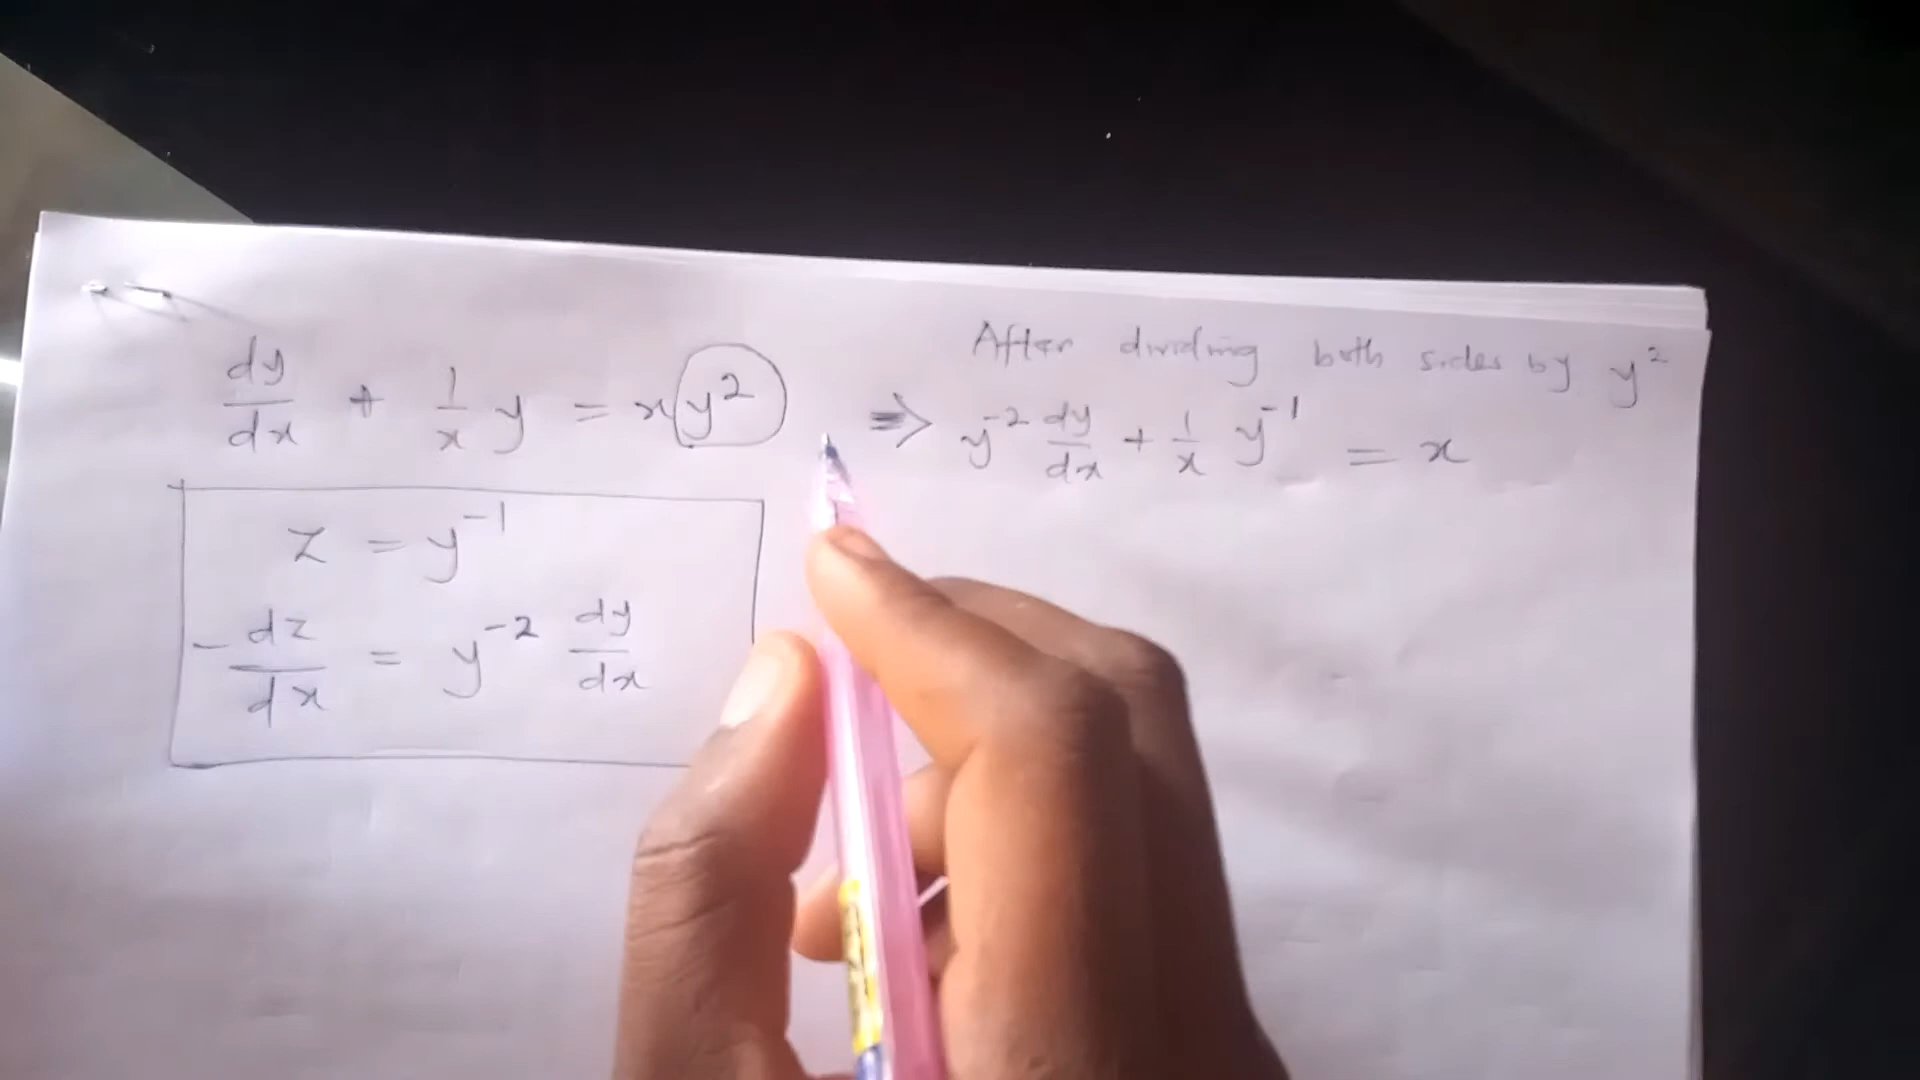 dy/dx + 1/x y = xy² ⇒
After dividing both sides by y²
y⁻² dy/dx + 1/x y⁻¹ = x
z = y⁻¹
-dz/dx = y⁻² dy/dx